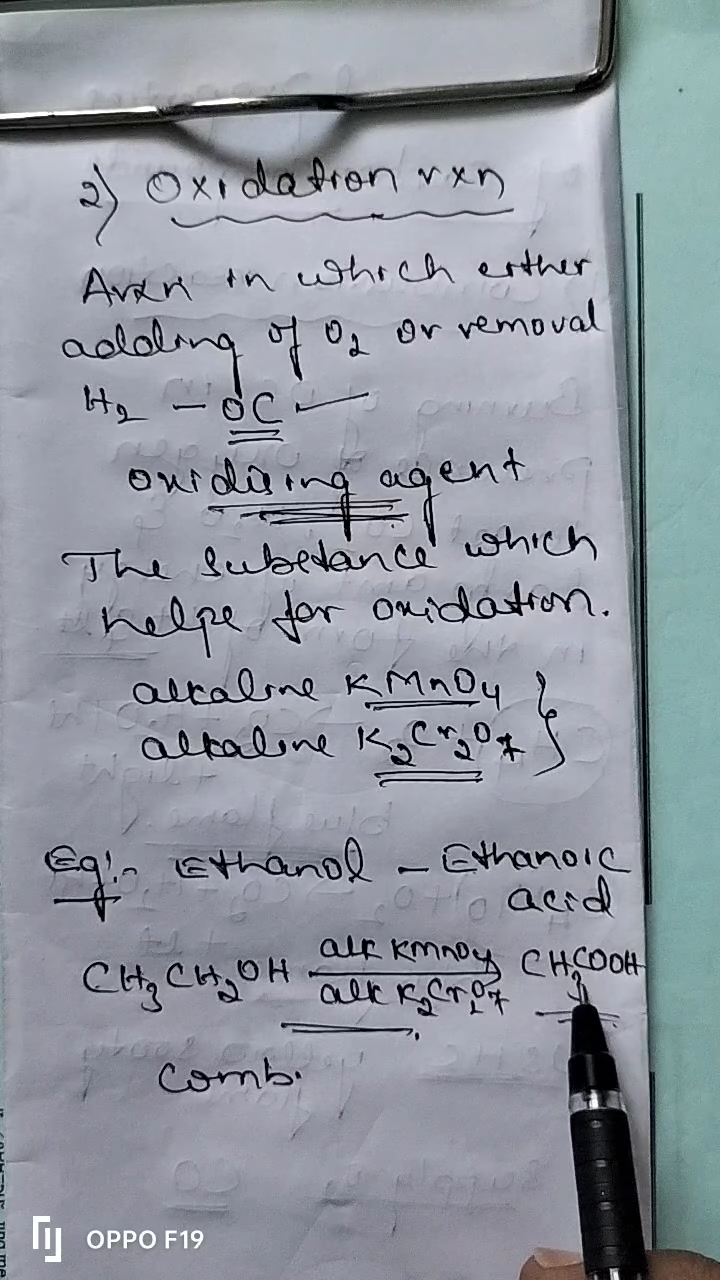 2) Oxidation rxn
A rxn in which either
adding of O₂ or removal
H₂ - OC
oxidising agent
The substance which
helps for oxidation.
alkaline KMnO₄
alkaline K₂Cr₂O₇ }
Eg:- Ethanol - Ethanoic
acid
CH₃CH₂OH alk KMnO₄ CH₃COOH
alk K₂Cr₂O₇
Comb.
OPPO F19